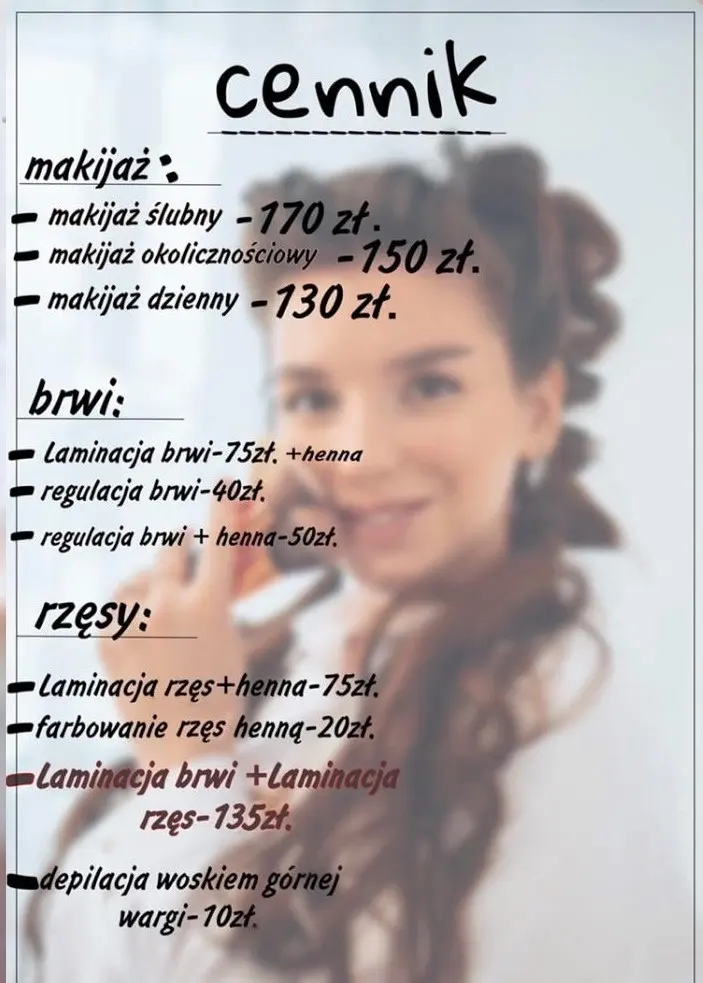 cennik
makijaż:
- makijaż ślubny - 170 zł.
- makijaż okolicznościowy - 150 zł.
- makijaż dzienny - 130 zł.
brwi:
- Laminacja brwi-75zł. +henna
- regulacja brwi-40zł.
- regulacja brwi + henna-50zł.
rzęsy:
- Laminacja rzęs+henna-75zł.
- farbowanie rzęs henną-20zł.
- Laminacja brwi +Laminacja
rzęs-135zł.
- depilacja woskiem górnej
wargi-10zł.